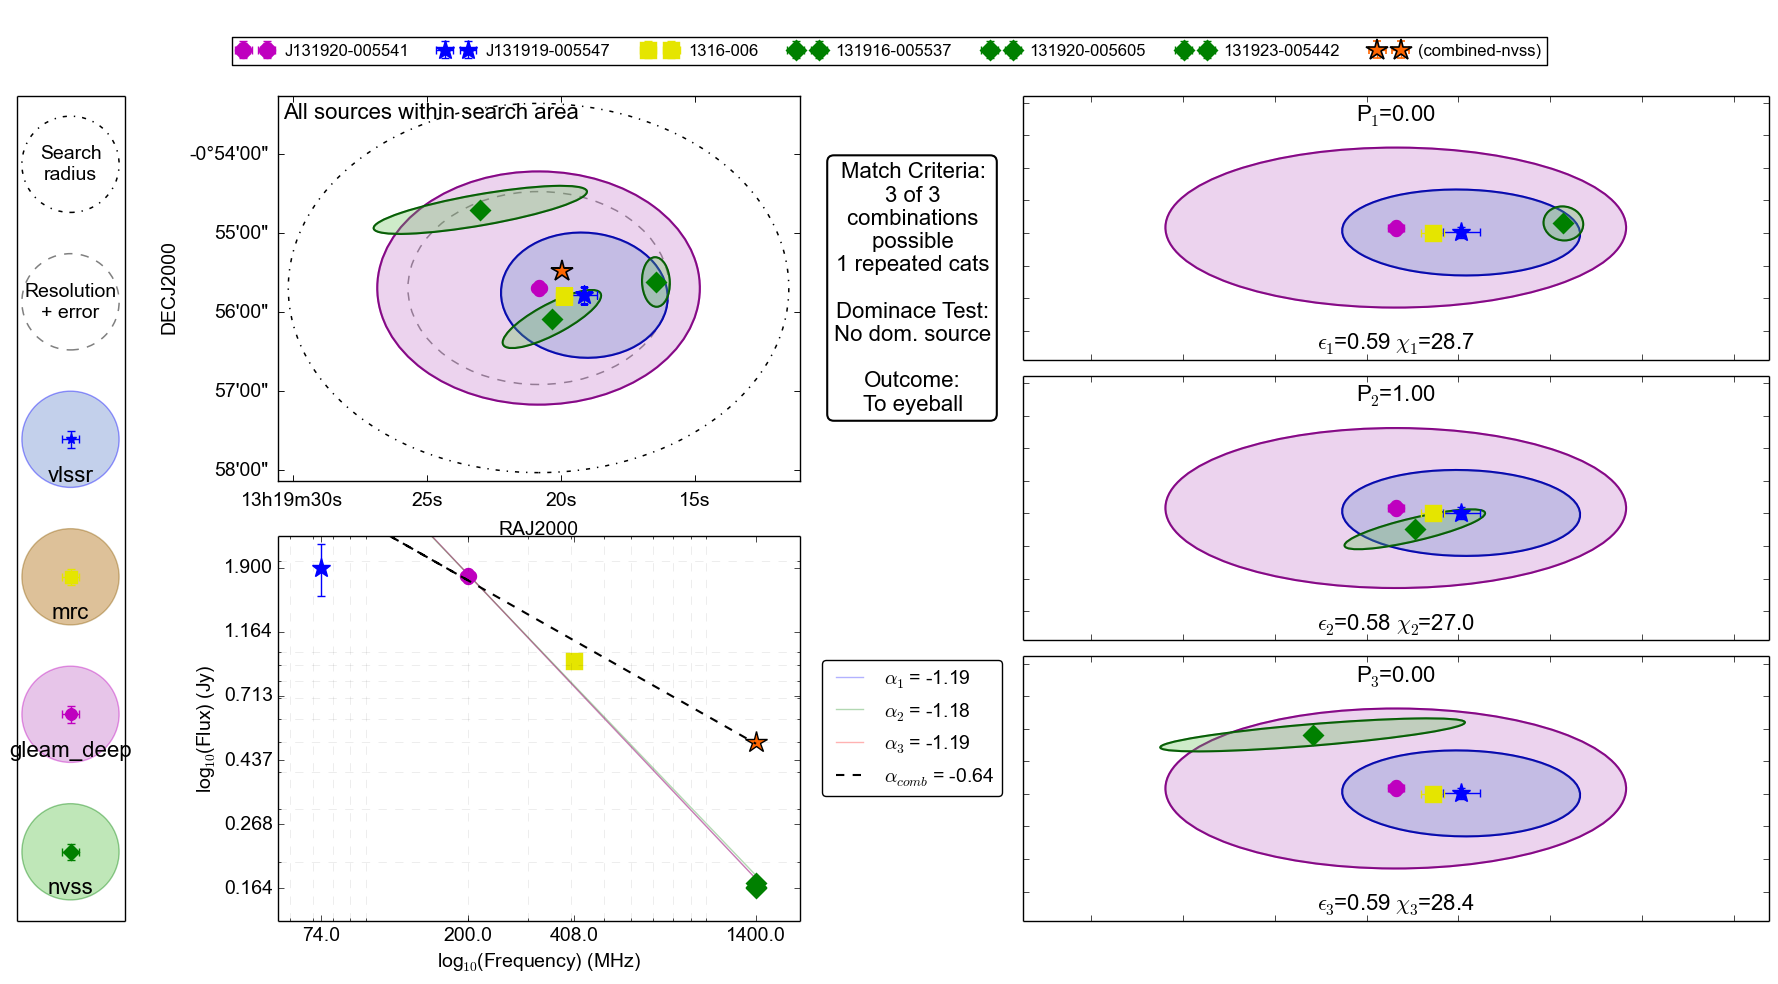 J131920-005541 J131919-005547 1316-006 131916-005537 131920-005605 131923-005442 (combined-nvss)
Search
radius
Resolution
+ error
vlssr
mrc
gleam_deep
nvss
All sources within search area
DECJ2000
-0°54'00"
55'00"
56'00"
57'00"
58'00"
13h19m30s 25s 20s 15s
RAJ2000
Match Criteria:
3 of 3
combinations
possible
1 repeated cats
Dominace Test:
No dom. source
Outcome:
To eyeball
log₁₀(Flux) (Jy)
1.900
1.164
0.713
0.437
0.268
0.164
74.0 200.0 408.0 1400.0
log₁₀(Frequency) (MHz)
α₁ = -1.19
α₂ = -1.18
α₃ = -1.19
α_comb = -0.64
P₁=0.00
ϵ₁=0.59 χ₁=28.7
P₂=1.00
ϵ₂=0.58 χ₂=27.0
P₃=0.00
ϵ₃=0.59 χ₃=28.4